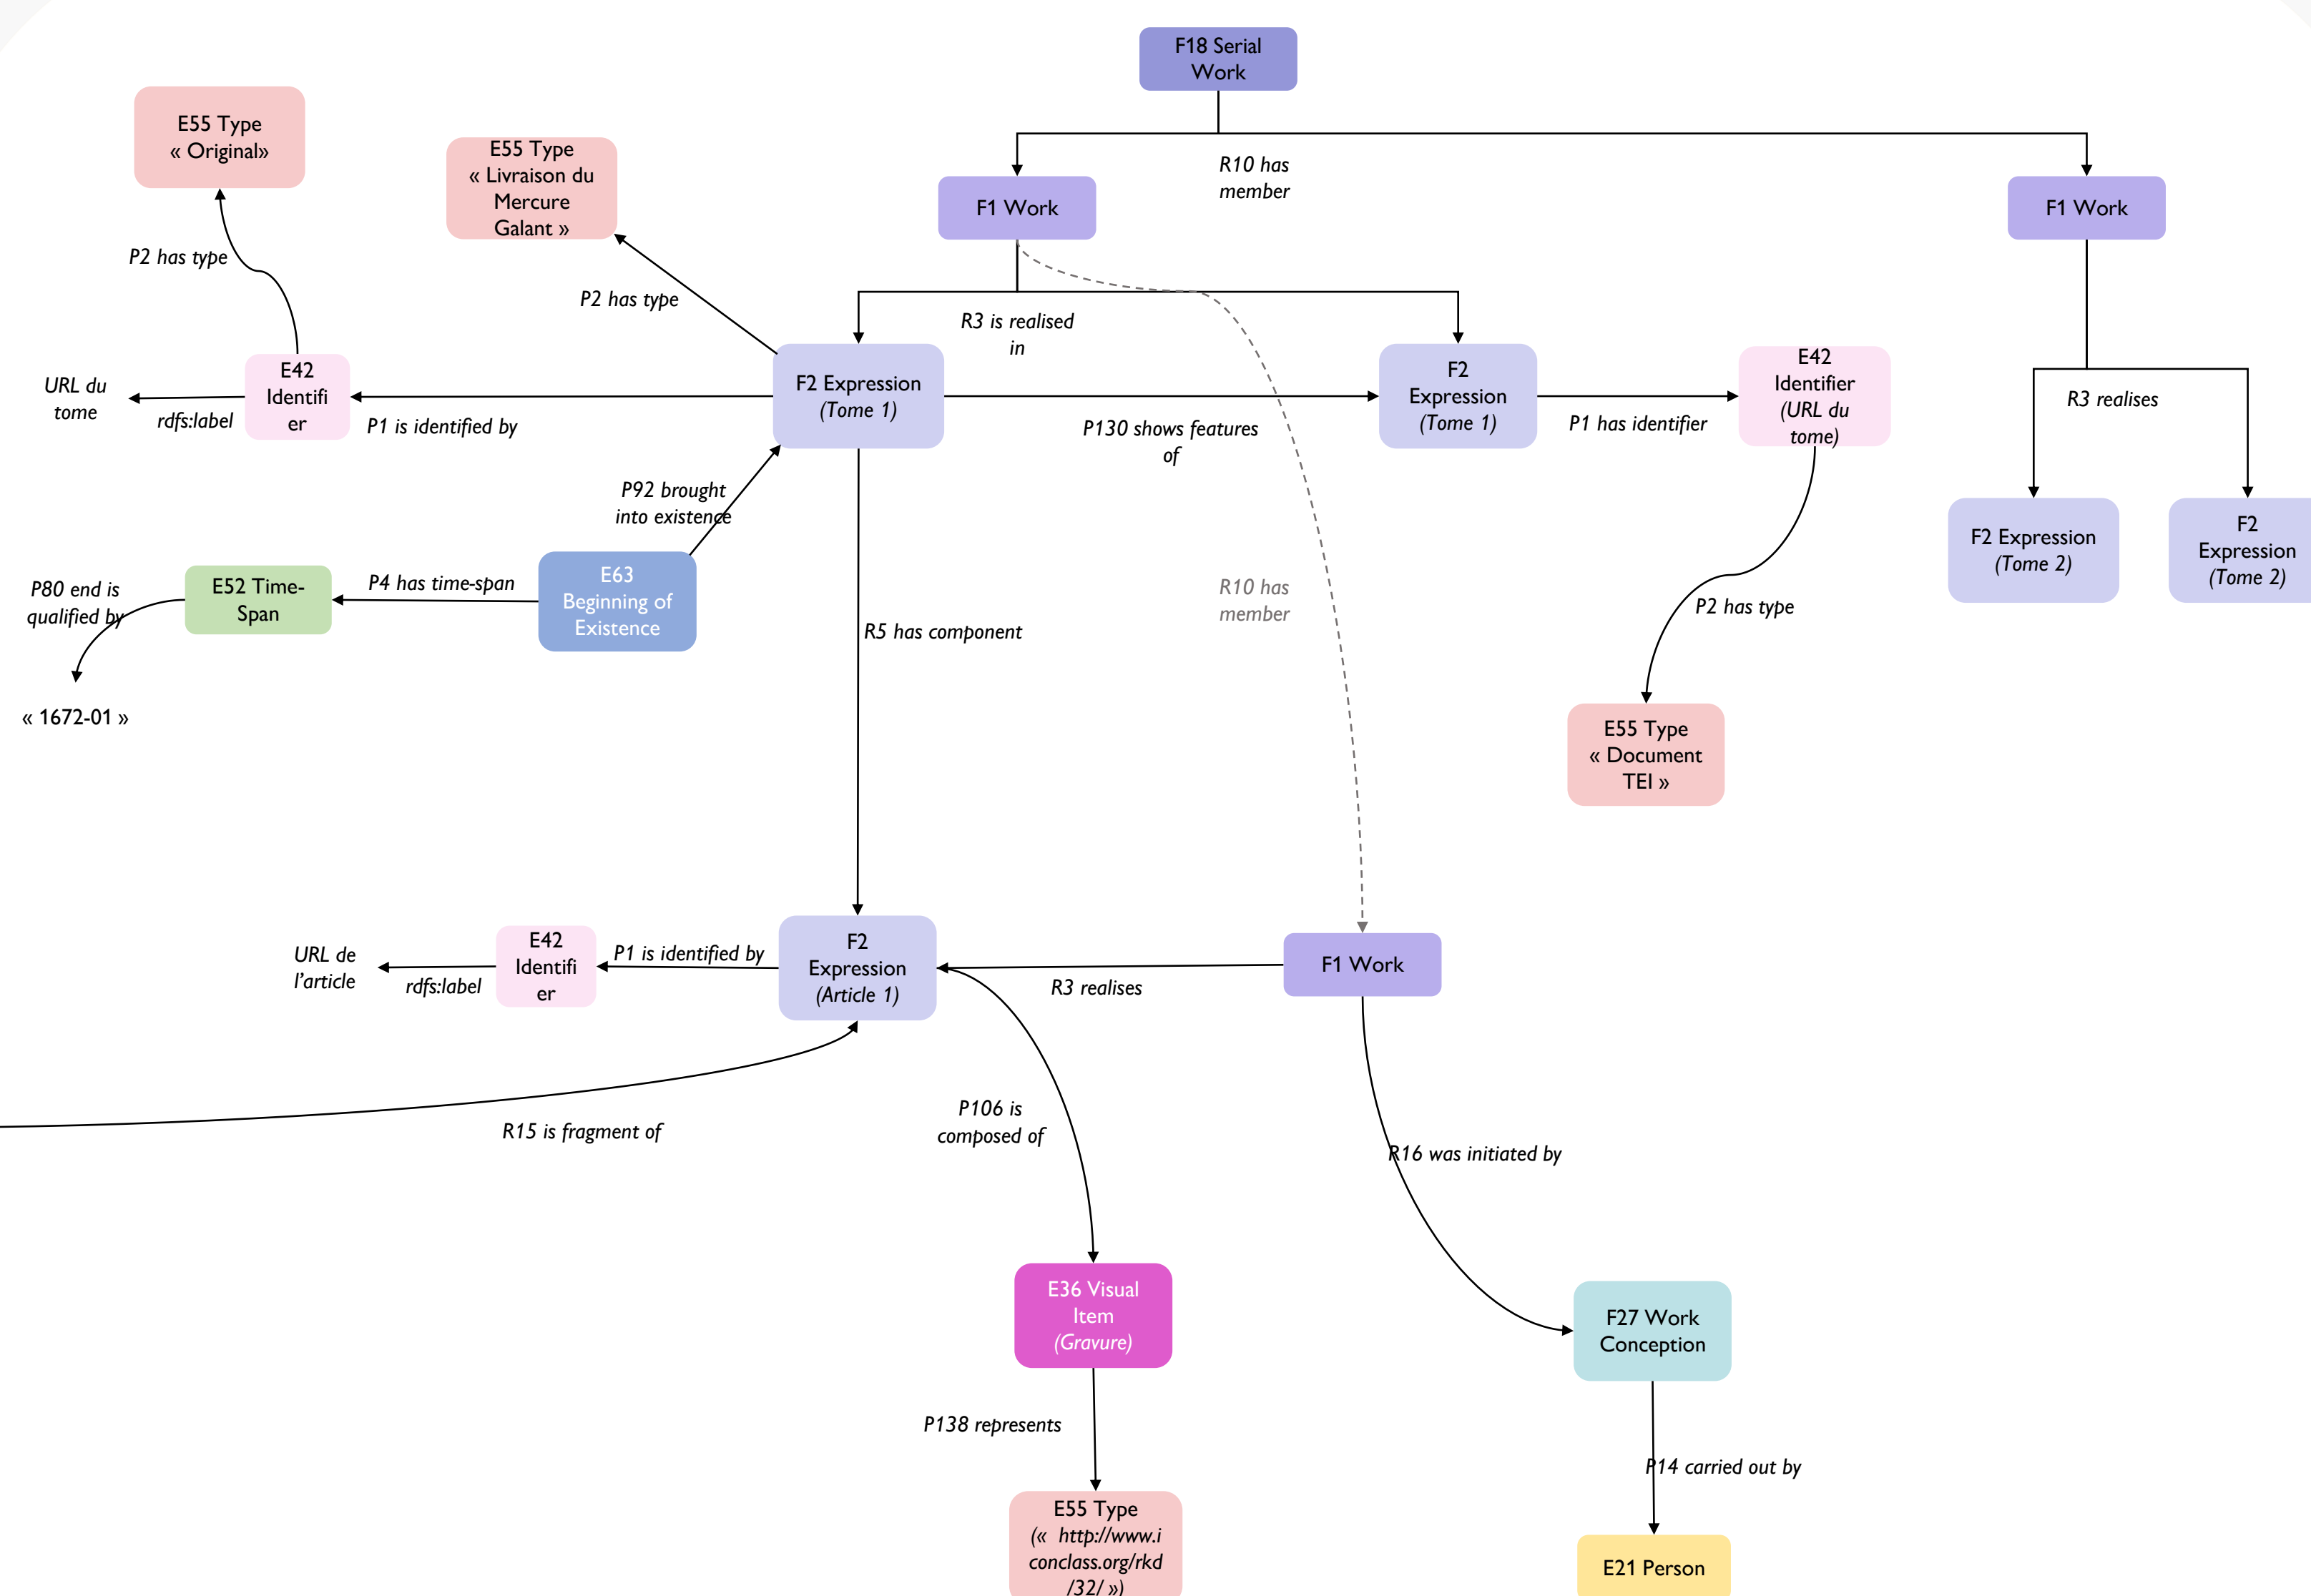 F18 Serial
Work
E55 Type
« Original»
E55 Type
« Livraison du
Mercure
Galant »
R10 has
member
F1 Work
F1 Work
P2 has type
P2 has type
R3 is realised
in
URL du
tome
rdfs:label
E42
Identifi
er
P1 is identified by
F2 Expression
(Tome 1)
P130 shows features
of
F2
Expression
(Tome 1)
P1 has identifier
E42
Identifier
(URL du
tome)
R3 realises
P92 brought
into existence
F2 Expression
(Tome 2)
F2
Expression
(Tome 2)
P80 end is
qualified by
E52 Time-
Span
P4 has time-span
E63
Beginning of
Existence
R5 has component
R10 has
member
P2 has type
« 1672-01 »
E55 Type
« Document
TEI »
URL de
l'article
rdfs:label
E42
Identifi
er
P1 is identified by
F2
Expression
(Article 1)
R3 realises
F1 Work
R15 is fragment of
P106 is
composed of
R16 was initiated by
E36 Visual
Item
(Gravure)
F27 Work
Conception
P138 represents
P14 carried out by
E55 Type
(« http://www.i
conclass.org/rkd
/32/ »)
E21 Person